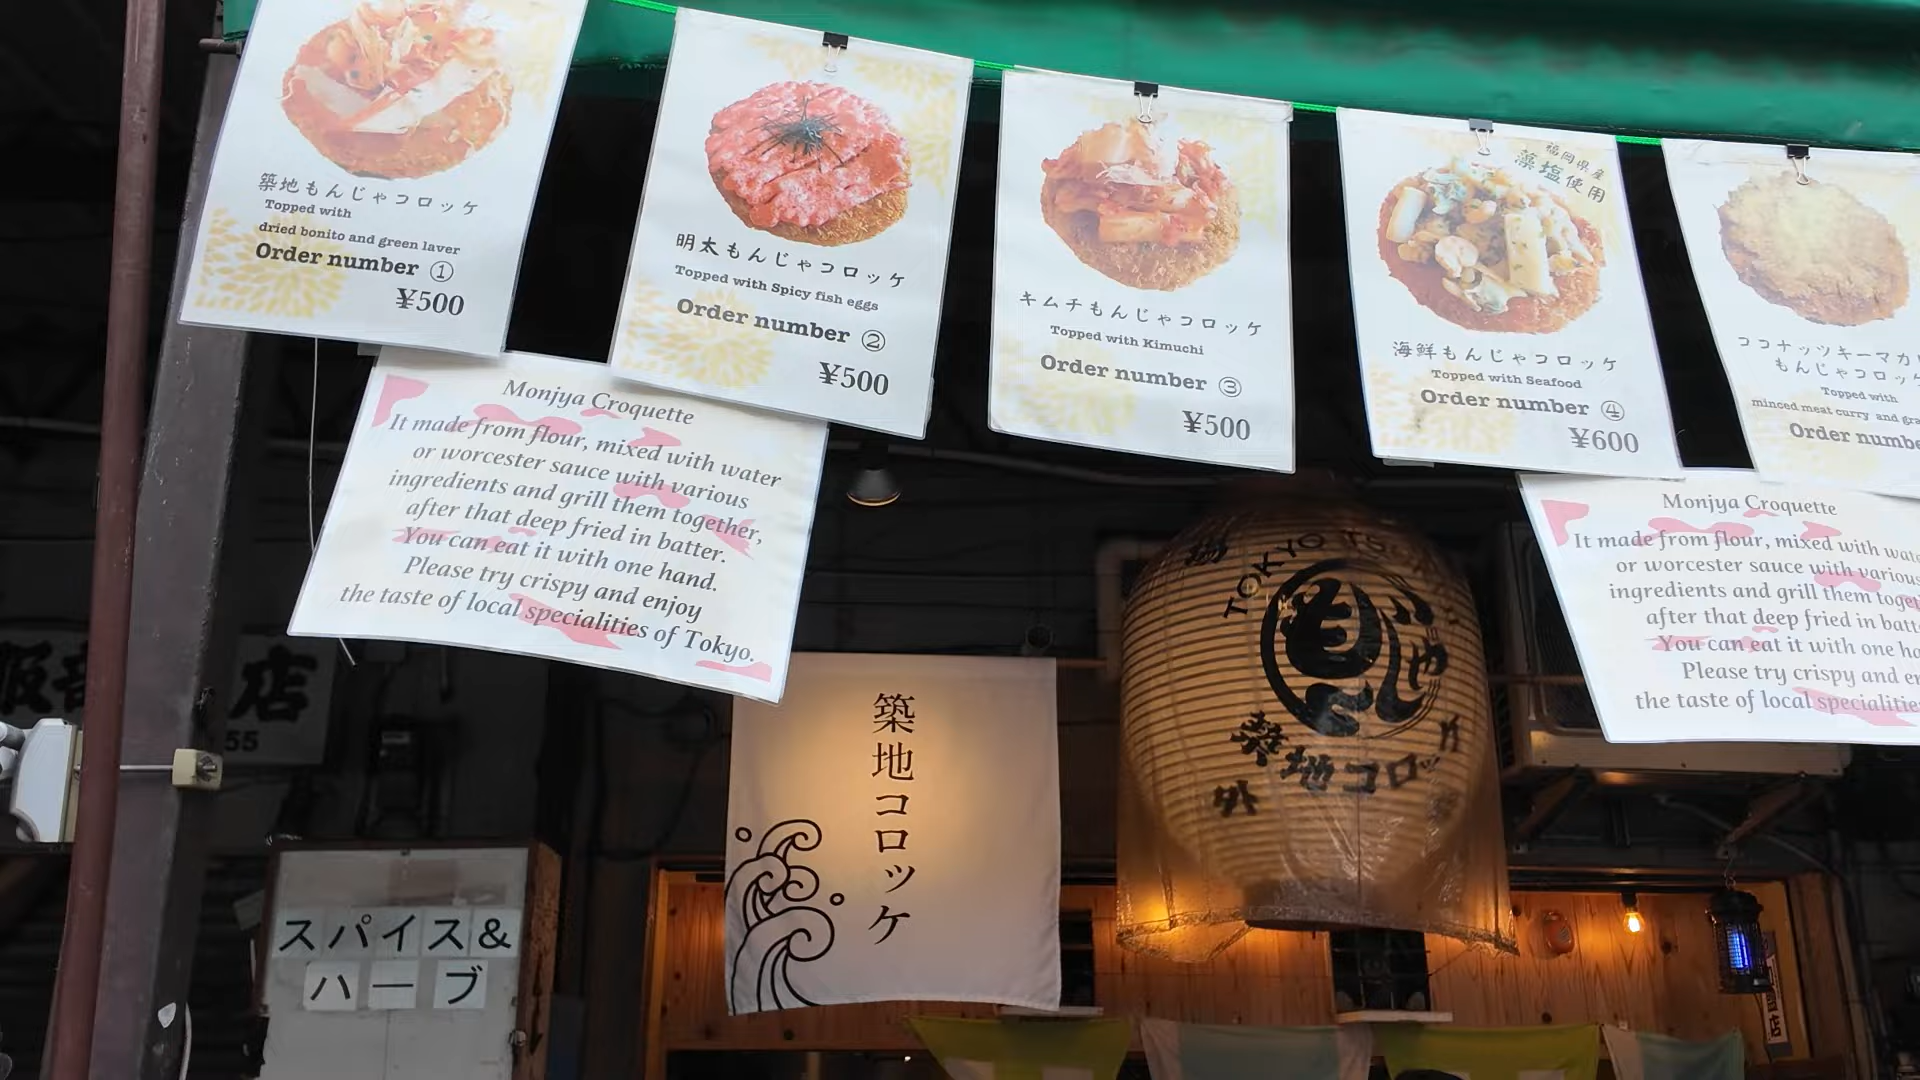 築地もんじゃコロッケ
Topped with
dried bonito and green laver
Order number ①
¥500
明太もんじゃコロッケ
Topped with Spicy fish eggs
Order number ②
¥500
キムチもんじゃコロッケ
Topped with Kimuchi
Order number ③
¥500
福岡県産
藻塩使用
海鮮もんじゃコロッケ
Topped with Seafood
Order number ④
¥600
ココナッツキーマカ
もんじゃコロッケ
Topped with
minced meat curry and
Order
Monjya Croquette
It made from flour, mixed with water
or worcester sauce with various
ingredients and grill them together,
after that deep fried in batter.
You can eat it with one hand.
Please try crispy and enjoy
the taste of local specialities of Tokyo.
Monjya Croquette
It made from flour, mixed with
or worcester sauce with various
ingredients and grill them
after that deep fried in
You can eat it with one
Please try crispy and
the taste of local
TOKYO
もんじゃ
築地コロッ
外
築地コロッケ
店
55
スパイス&
ハーブ